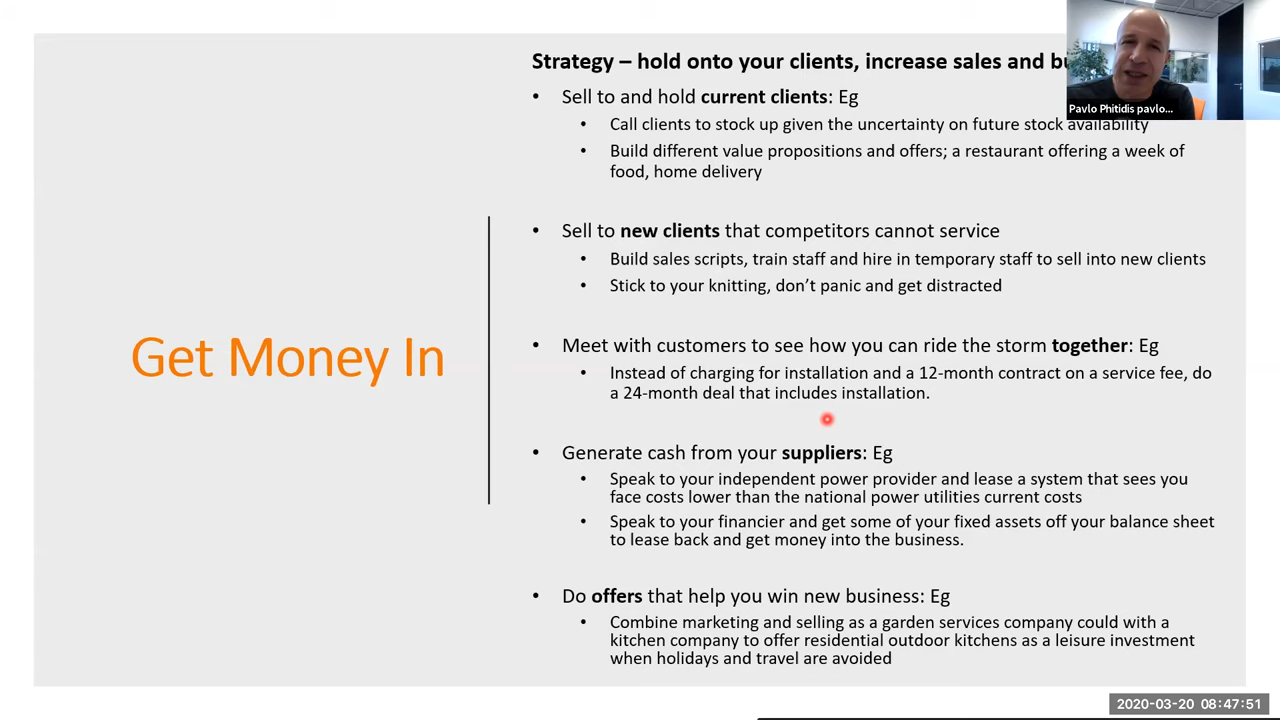 Strategy – hold onto your clients, increase sales and
Pavlo Phitidis pavlo...
• Sell to and hold current clients: Eg
• Call clients to stock up given the uncertainty on future stock availability
• Build different value propositions and offers; a restaurant offering a week of
food, home delivery
• Sell to new clients that competitors cannot service
• Build sales scripts, train staff and hire in temporary staff to sell into new clients
• Stick to your knitting, don’t panic and get distracted
Get Money In
• Meet with customers to see how you can ride the storm together: Eg
• Instead of charging for installation and a 12-month contract on a service fee, do
a 24-month deal that includes installation.
• Generate cash from your suppliers: Eg
• Speak to your independent power provider and lease a system that sees you
face costs lower than the national power utilities current costs
• Speak to your financier and get some of your fixed assets off your balance sheet
to lease back and get money into the business.
• Do offers that help you win new business: Eg
• Combine marketing and selling as a garden services company could with a
kitchen company to offer residential outdoor kitchens as a leisure investment
when holidays and travel are avoided
2020-03-20 08:47:51